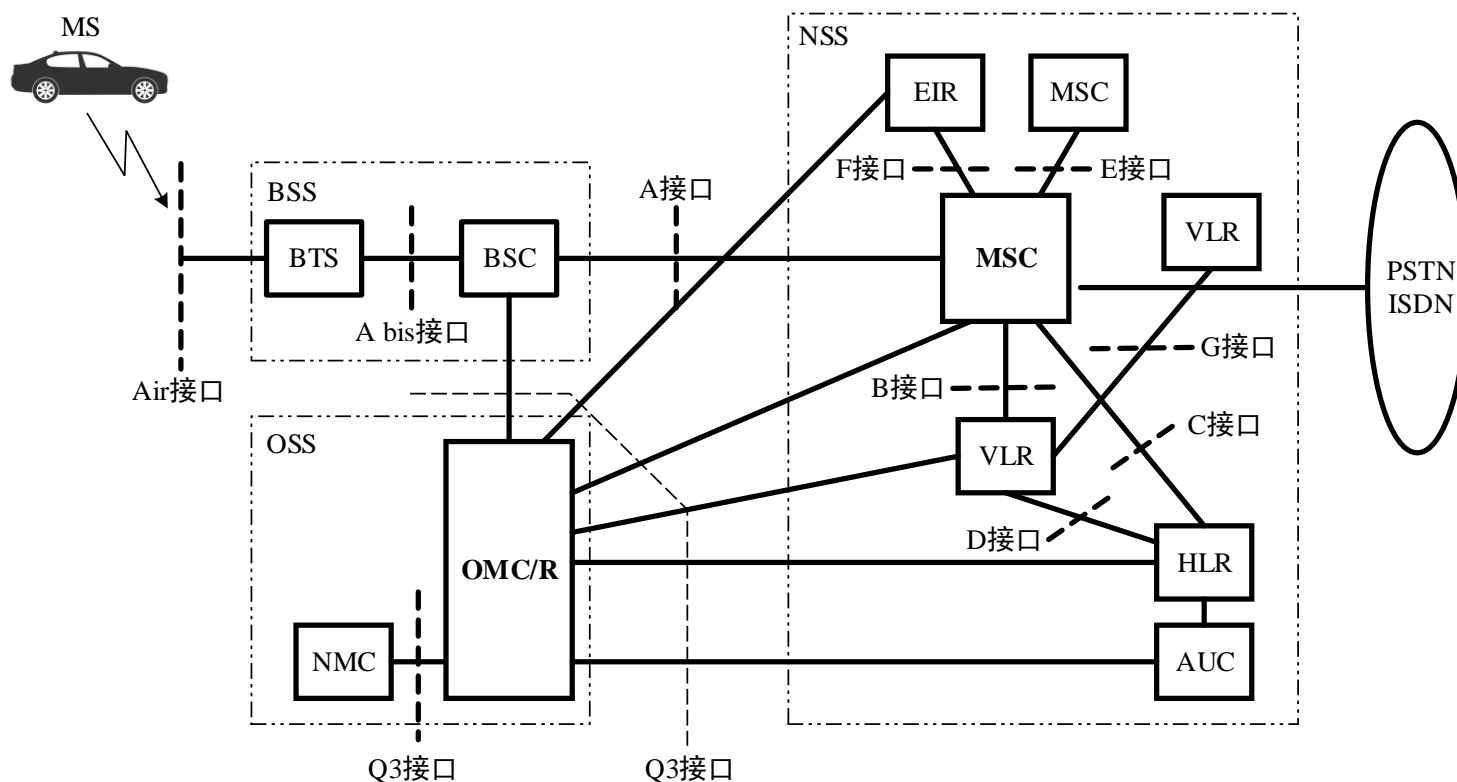 MS
NSS
EIR
MSC
F接口
E接口
BSS
A接口
BTS
BSC
MSC
VLR
PSTN
ISDN
A bis接口
G接口
Air接口
B接口
C接口
OSS
VLR
D接口
OMC/R
HLR
NMC
AUC
Q3接口
Q3接口